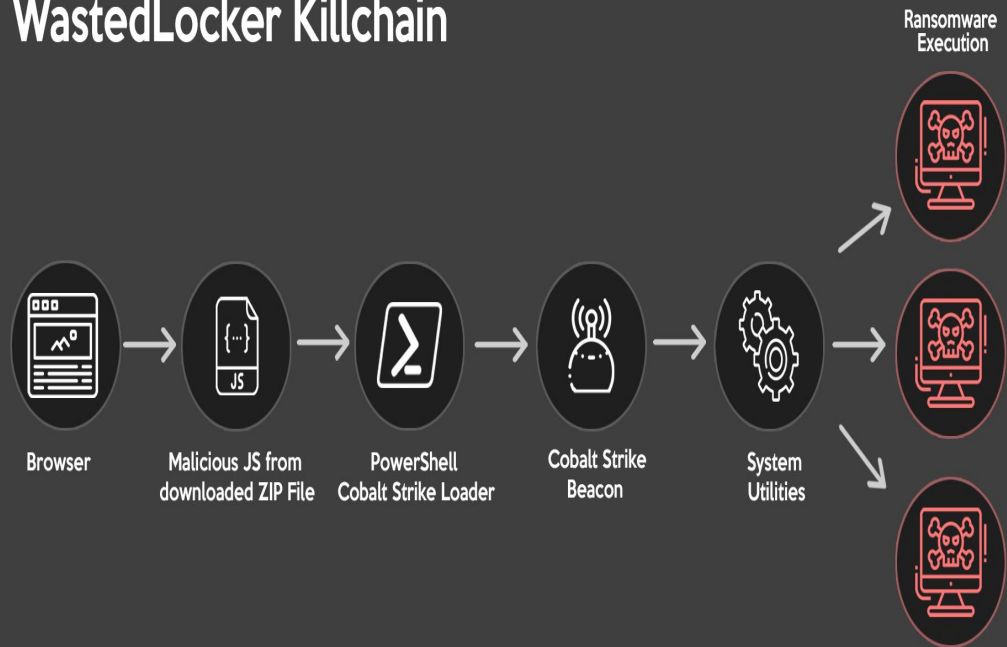 WastedLocker Killchain
Ransomware
Execution
{...}
JS
Browser
Malicious JS from
downloaded ZIP File
PowerShell
Cobalt Strike Loader
Cobalt Strike
Beacon
System
Utilities